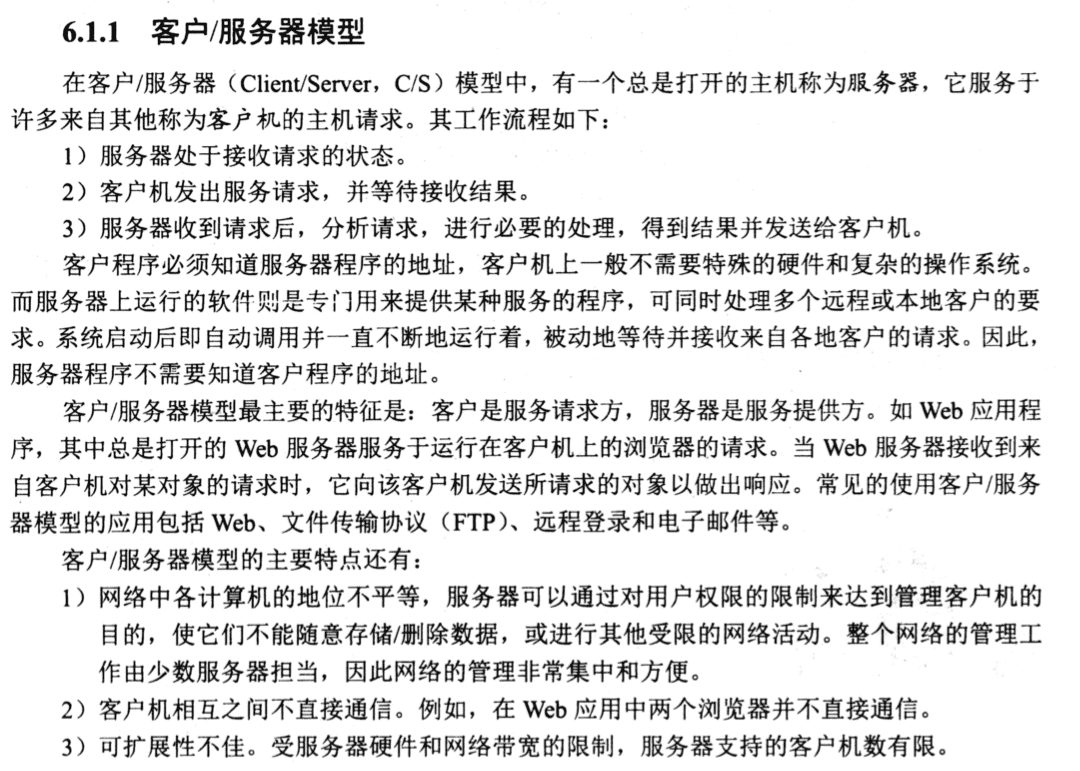 6.1.1 客户/服务器模型
在客户/服务器（Client/Server，C/S）模型中，有一个总是打开的主机称为服务器，它服务于
许多来自其他称为客户机的主机请求。其工作流程如下：
1）服务器处于接收请求的状态。
2）客户机发出服务请求，并等待接收结果。
3）服务器收到请求后，分析请求，进行必要的处理，得到结果并发送给客户机。
客户程序必须知道服务器程序的地址，客户机上一般不需要特殊的硬件和复杂的操作系统。
而服务器上运行的软件则是专门用来提供某种服务的程序，可同时处理多个远程或本地客户的要
求。系统启动后即自动调用并一直不断地运行着，被动地等待并接收来自各地客户的请求。因此，
服务器程序不需要知道客户程序的地址。
客户/服务器模型最主要的特征是：客户是服务请求方，服务器是服务提供方。如 Web 应用程
序，其中总是打开的 Web 服务器服务于运行在客户机上的浏览器的请求。当 Web 服务器接收到来
自客户机对某对象的请求时，它向该客户机发送所请求的对象以做出响应。常见的使用客户/服务
器模型的应用包括 Web、文件传输协议（FTP）、远程登录和电子邮件等。
客户/服务器模型的主要特点还有：
1）网络中各计算机的地位不平等，服务器可以通过对用户权限的限制来达到管理客户机的
目的，使它们不能随意存储/删除数据，或进行其他受限的网络活动。整个网络的管理工
作由少数服务器担当，因此网络的管理非常集中和方便。
2）客户机相互之间不直接通信。例如，在 Web 应用中两个浏览器并不直接通信。
3）可扩展性不佳。受服务器硬件和网络带宽的限制，服务器支持的客户机数有限。